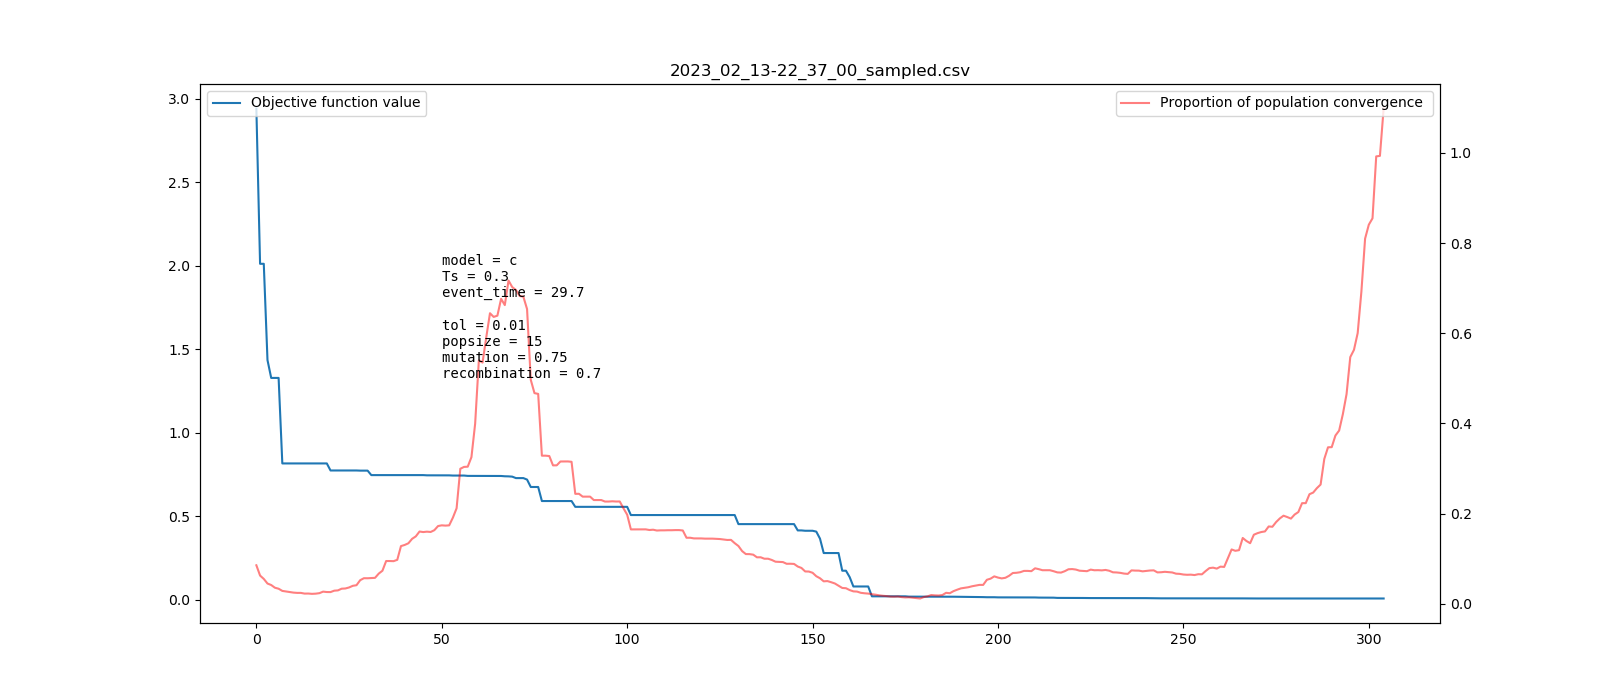 2023_02_13-22_37_00_sampled.csv
Objective function value
Proportion of population convergence
3.0
2.5
2.0
1.5
1.0
0.5
0.0
model = c
Ts = 0.3
event_time = 29.7
tol = 0.01
popsize = 15
mutation = 0.75
recombination = 0.7
1.0
0.8
0.6
0.4
0.2
0.0
0 50 100 150 200 250 300